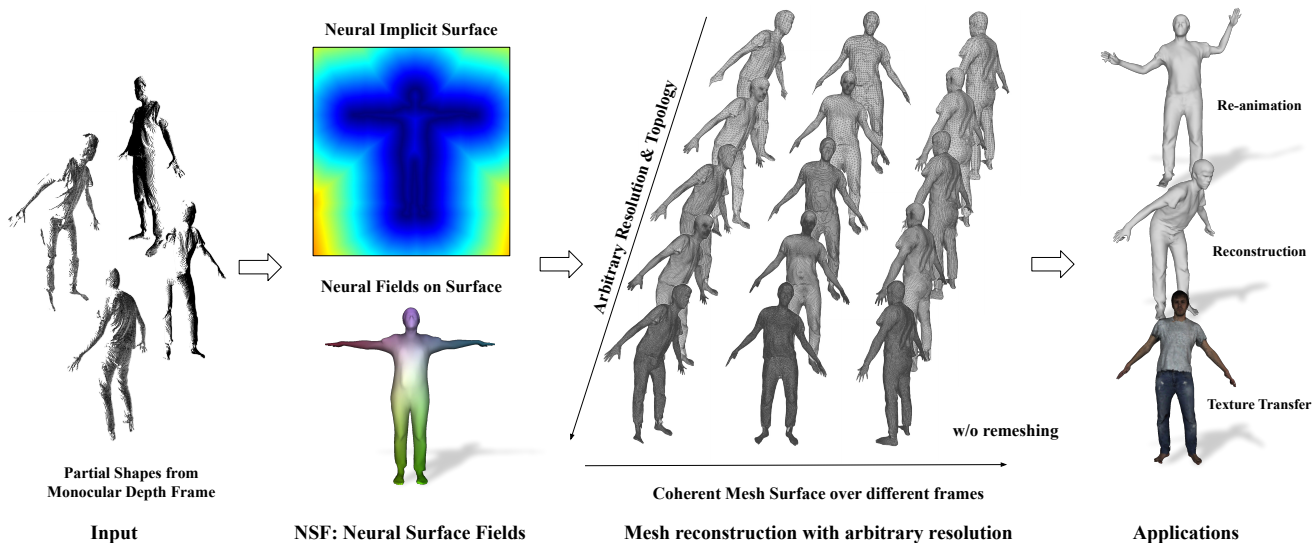 Neural Implicit Surface
Neural Fields on Surface
Partial Shapes from
Monocular Depth Frame
Arbitrary Resolution & Topology
w/o remeshing
Coherent Mesh Surface over different frames
Re-animation
Reconstruction
Texture Transfer
Input
NSF: Neural Surface Fields
Mesh reconstruction with arbitrary resolution
Applications